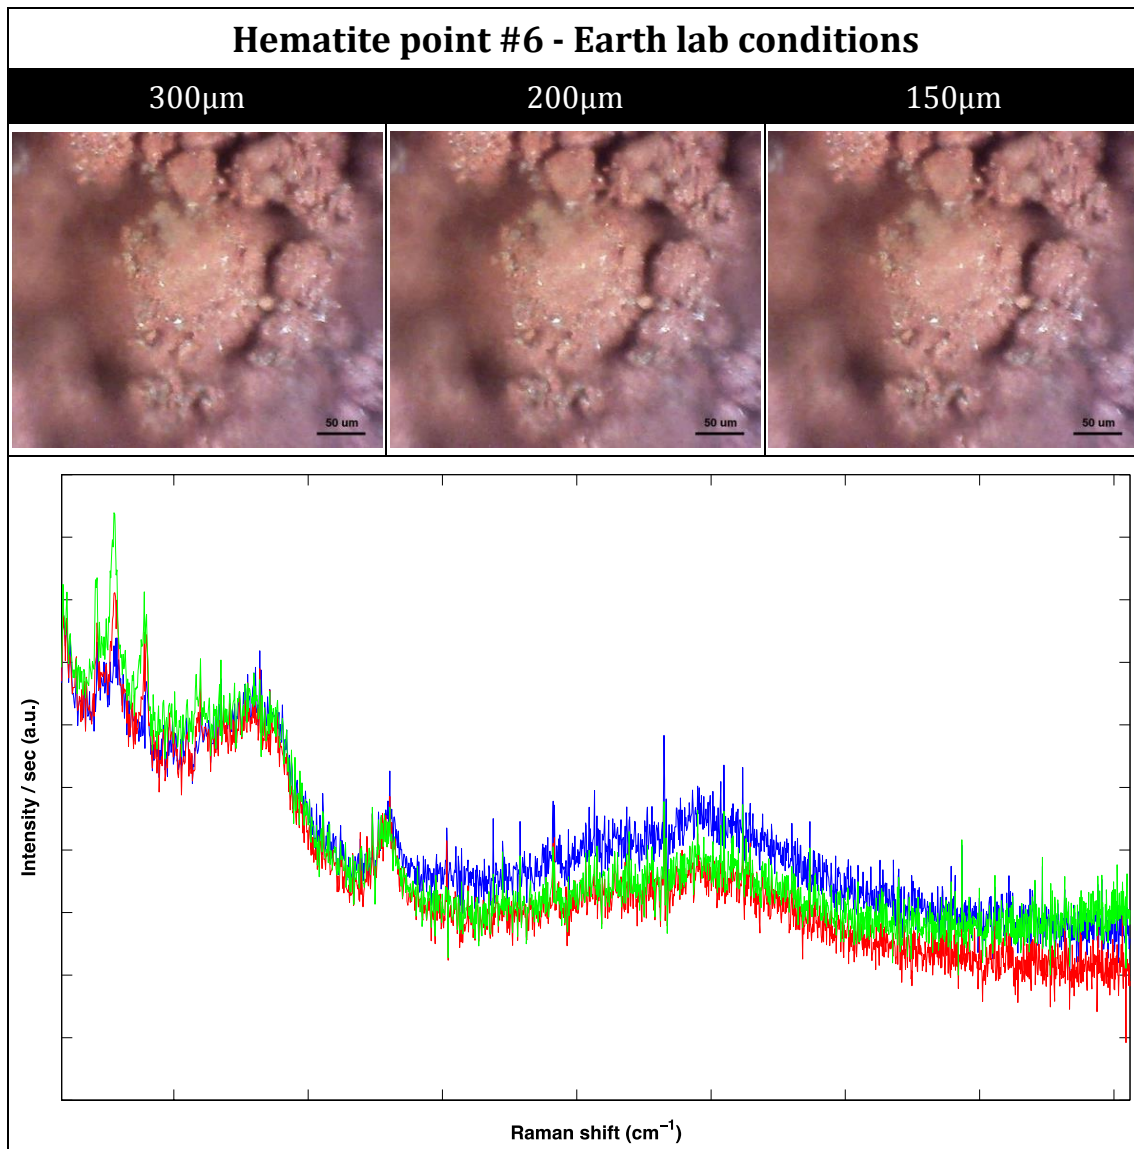 Hematite point #6 - Earth lab conditions
300μm 200μm 150μm
50 um 50 um 50 um
Intensity / sec (a.u.)
Raman shift (cm⁻¹)